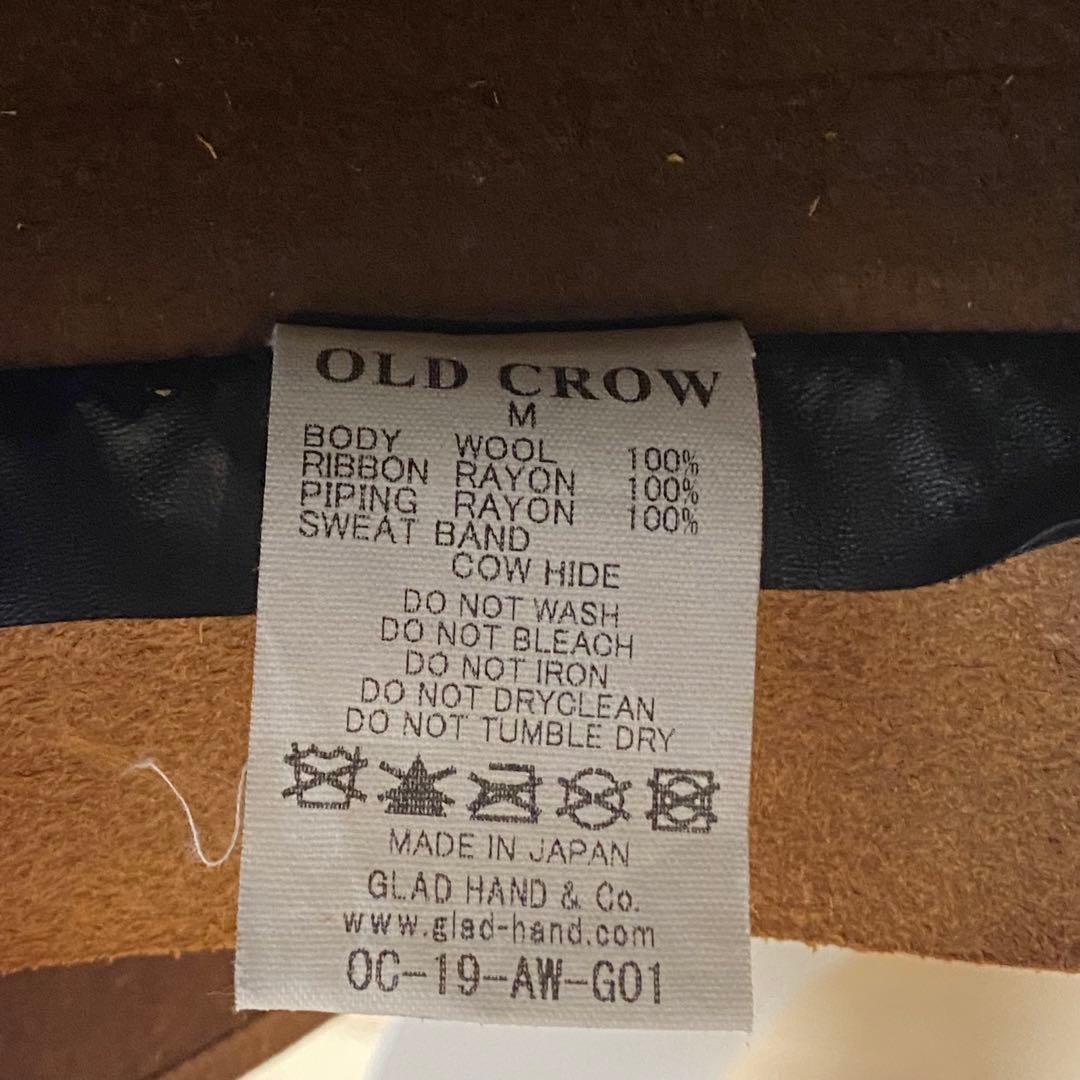 OLD CROW
M
BODY WOOL 100%
RIBBON RAYON 100%
PIPING RAYON 100%
SWEAT BAND
COW HIDE
DO NOT WASH
DO NOT BLEACH
DO NOT IRON
DO NOT DRYCLEAN
DO NOT TUMBLE DRY
MADE IN JAPAN
GLAD HAND & Co.
www.glad-hand.com
OC-19-AW-G01